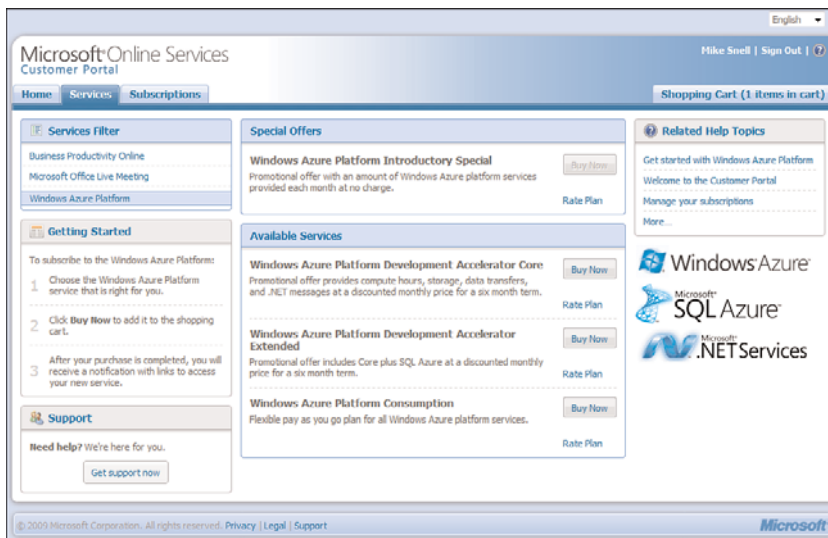 English
Microsoft® Online Services
Customer Portal
Mike Snell | Sign Out |
Home Services Subscriptions
Shopping Cart (1 items in cart)
Services Filter
Business Productivity Online
Microsoft Office Live Meeting
Windows Azure Platform
Getting Started
To subscribe to the Windows Azure Platform:
1 Choose the Windows Azure Platform
service that is right for you.
2 Click Buy Now to add it to the shopping
cart.
3 After your purchase is completed, you will
receive a notification with links to access
your new service.
Support
Need help? We're here for you.
Get support now
Special Offers
Windows Azure Platform Introductory Special
Promotional offer with an amount of Windows Azure platform services
provided each month at no charge.
Buy Now
Rate Plan
Available Services
Windows Azure Platform Development Accelerator Core
Promotional offer provides compute hours, storage, data transfers,
and .NET messages at a discounted monthly price for a six month term.
Buy Now
Rate Plan
Windows Azure Platform Development Accelerator
Extended
Promotional offer includes Core plus SQL Azure at a discounted monthly
price for a six month term.
Buy Now
Rate Plan
Windows Azure Platform Consumption
Flexible pay as you go plan for all Windows Azure platform services.
Buy Now
Rate Plan
Related Help Topics
Get started with Windows Azure Platform
Welcome to the Customer Portal
Manage your subscriptions
More...
Windows Azure™
Microsoft®
SQL Azure™
Microsoft®
.NET Services
© 2009 Microsoft Corporation. All rights reserved. Privacy | Legal | Support
Microsoft